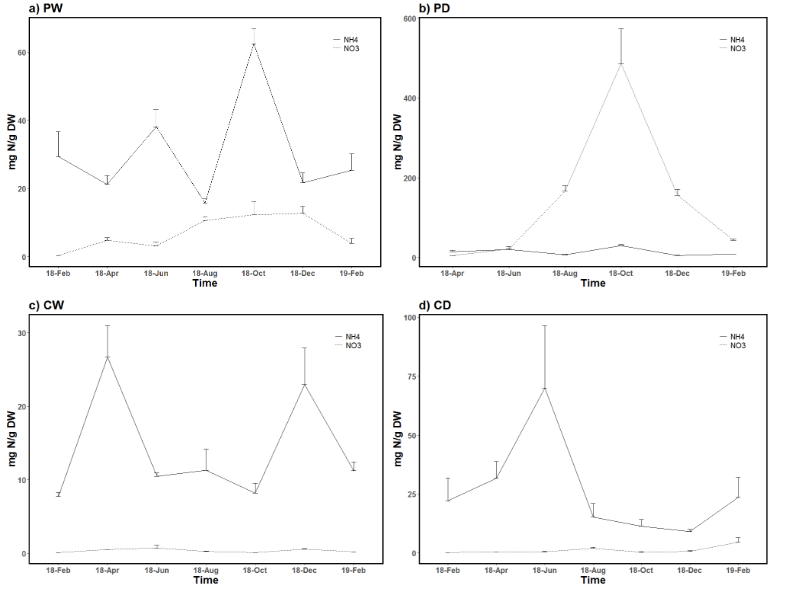 a) PW
mg N/g DW
60
40
20
0
NH4
NO3
18-Feb 18-Apr 18-Jun 18-Aug 18-Oct 18-Dec 19-Feb
Time
b) PD
mg N/g DW
600
400
200
0
NH4
NO3
18-Apr 18-Jun 18-Aug 18-Oct 18-Dec 19-Feb
Time
c) CW
mg N/g DW
30
20
10
0
NH4
NO3
18-Feb 18-Apr 18-Jun 18-Aug 18-Oct 18-Dec 19-Feb
Time
d) CD
mg N/g DW
100
75
50
25
0
NH4
NO3
18-Feb 18-Apr 18-Jun 18-Aug 18-Oct 18-Dec 19-Feb
Time